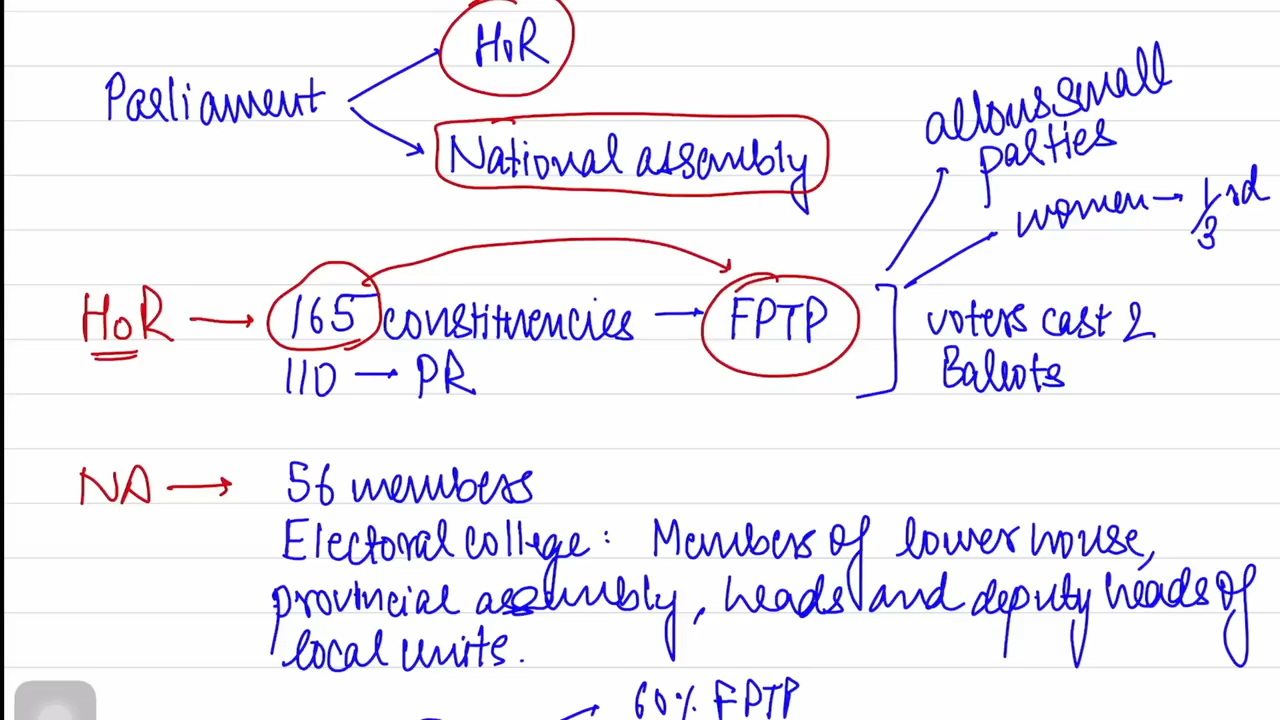 HoR
Parliament
National assembly
allows small
parties
women → 1/3 rd
HoR → 165 constituencies → FPTP
110 → PR
voters cast 2
Ballots
NA → 56 members
Electoral college: Members of lower house,
provincial assembly, heads and deputy heads of
local units.
60% FPTP